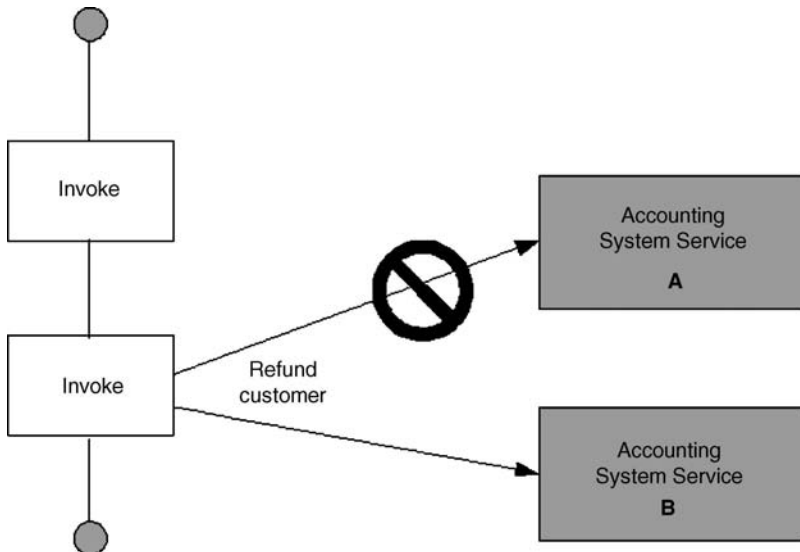 Invoke
Accounting
System Service
A
Invoke
Refund
customer
Accounting
System Service
B